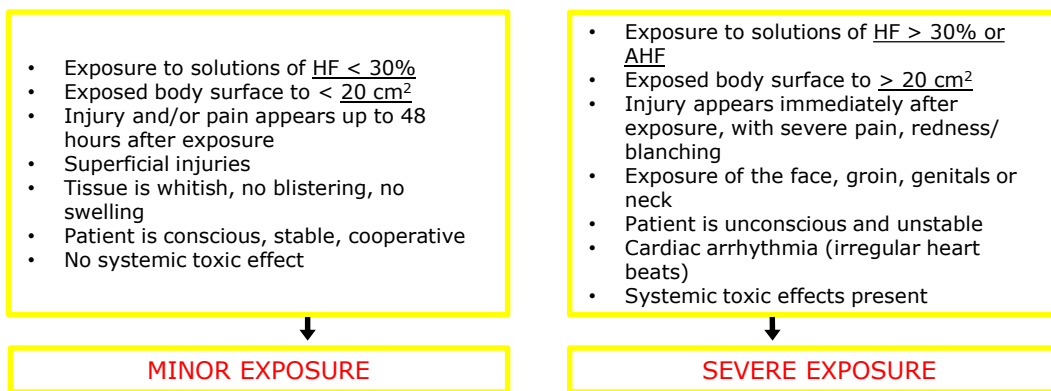 • Exposure to solutions of HF < 30%
• Exposed body surface to < 20 cm²
• Injury and/or pain appears up to 48
hours after exposure
• Superficial injuries
• Tissue is whitish, no blistering, no
swelling
• Patient is conscious, stable, cooperative
• No systemic toxic effect
MINOR EXPOSURE
• Exposure to solutions of HF > 30% or
AHF
• Exposed body surface to > 20 cm²
• Injury appears immediately after
exposure, with severe pain, redness/
blanching
• Exposure of the face, groin, genitals or
neck
• Patient is unconscious and unstable
• Cardiac arrhythmia (irregular heart
beats)
• Systemic toxic effects present
SEVERE EXPOSURE